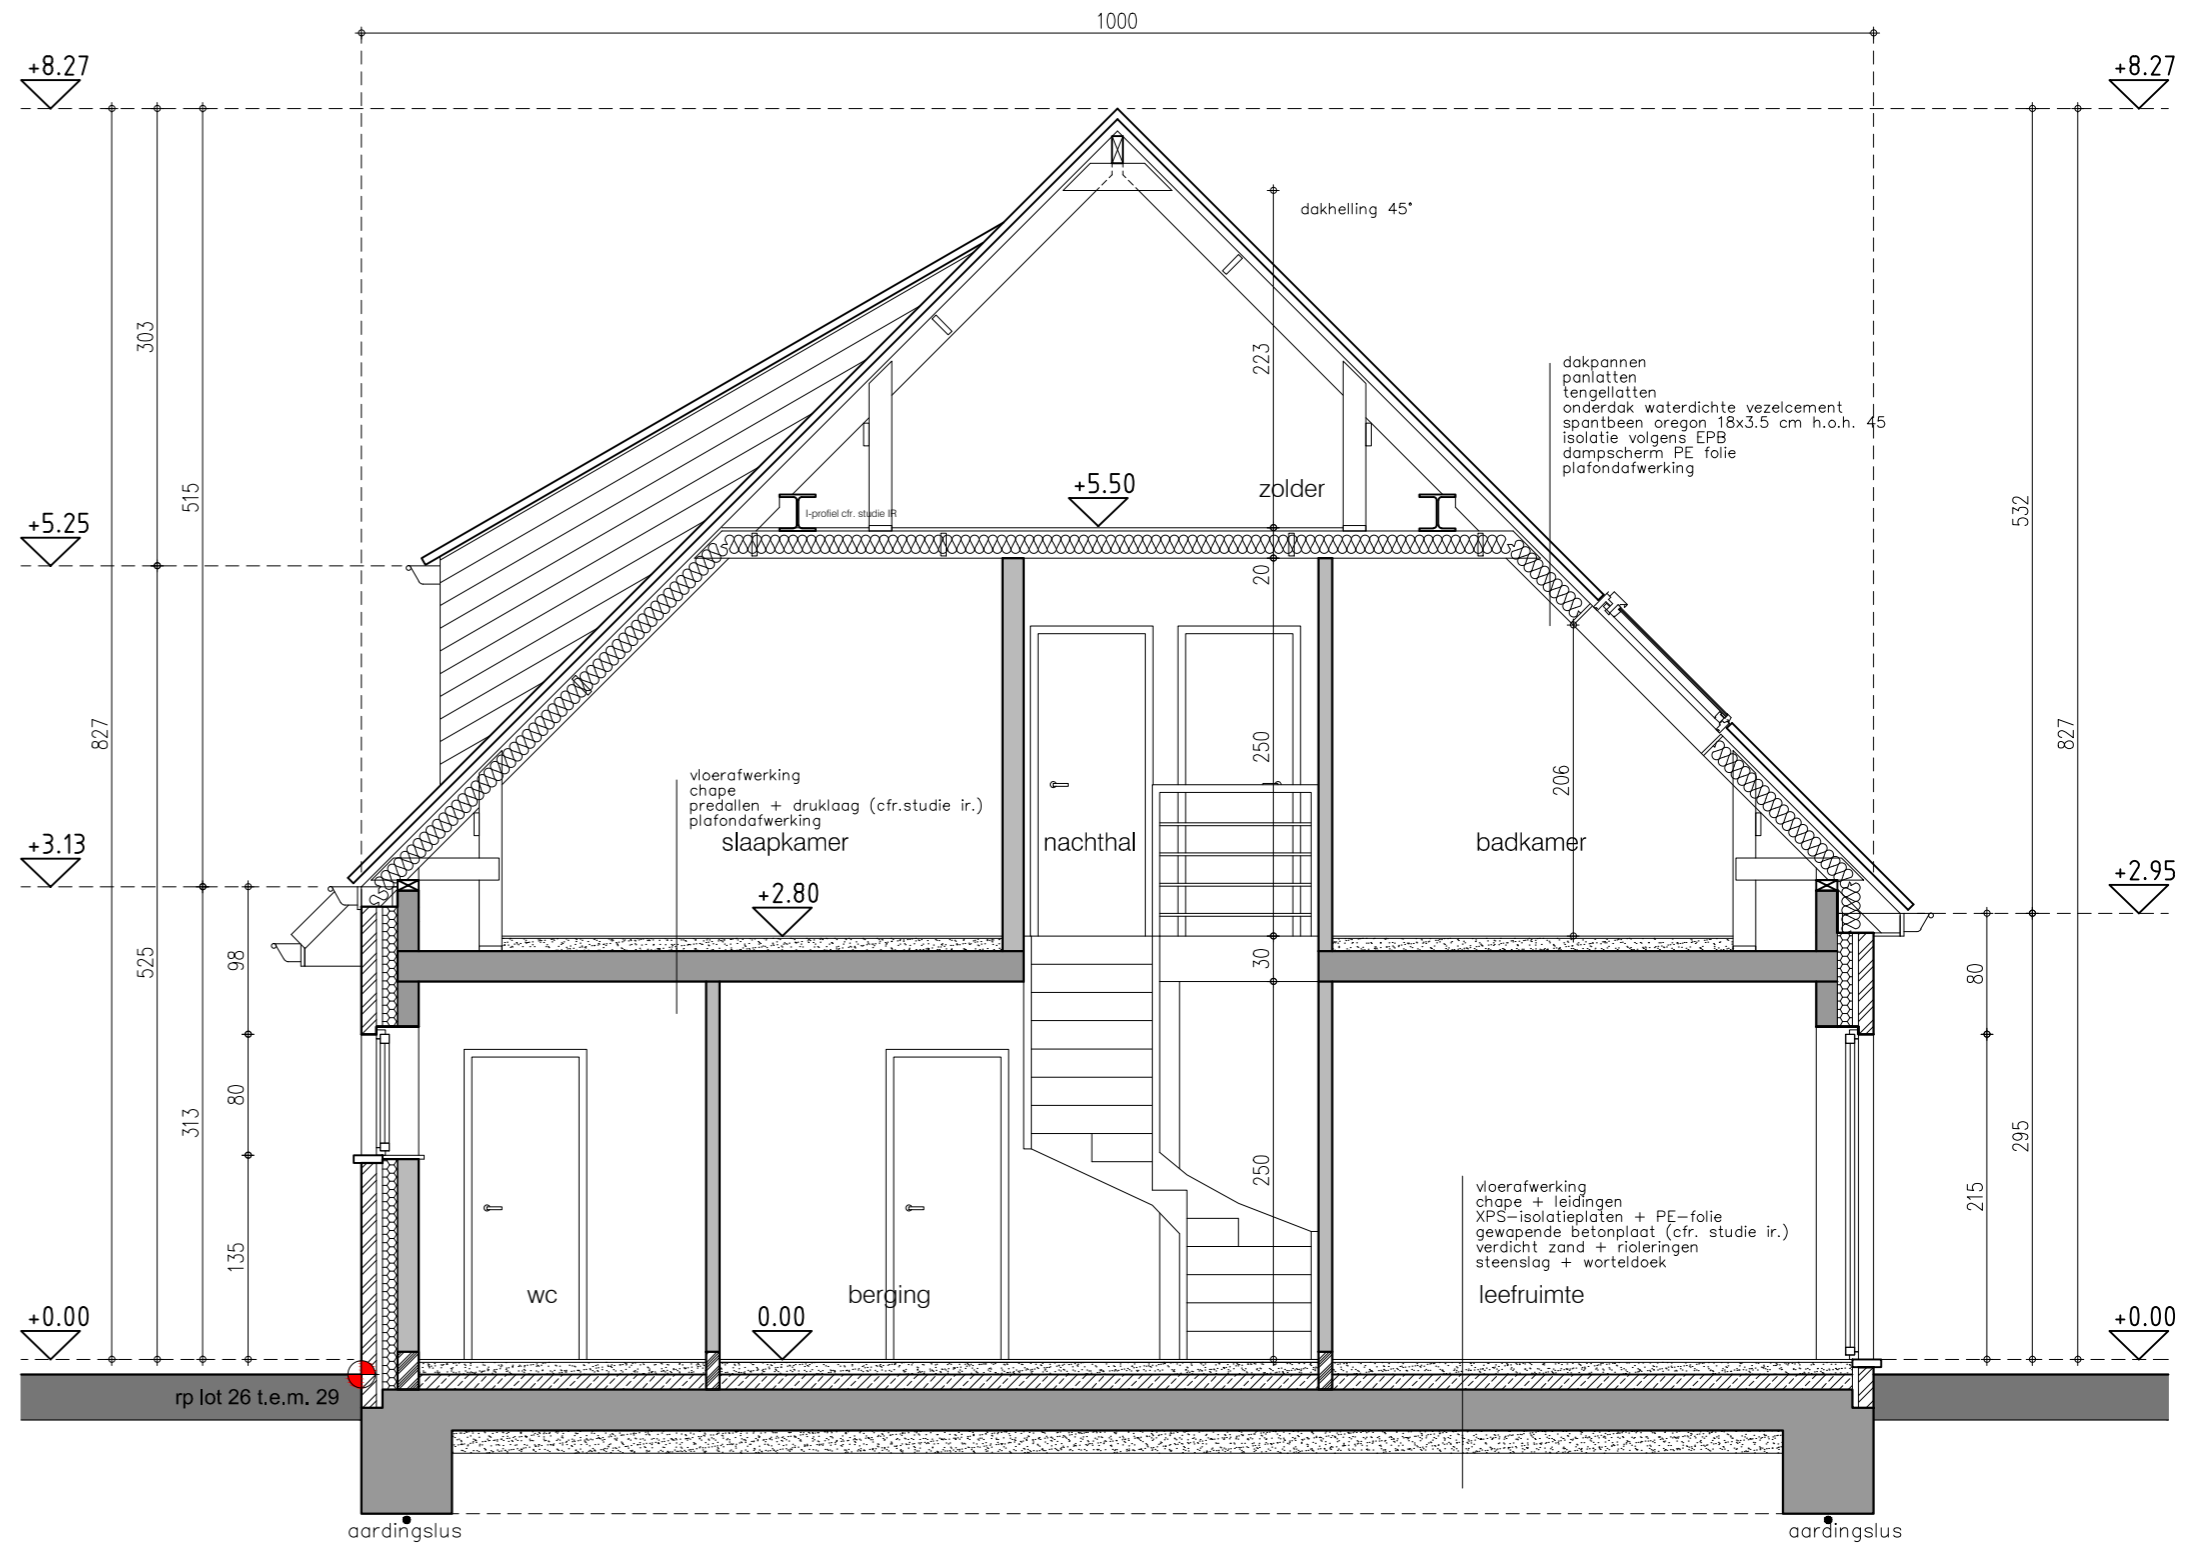 1000
+8.27
+8.27
dakhelling 45°
303
223
dakpannen
panlatten
tengellatten
onderdak waterdichte vezelcement
spantbeen oregon 18x3.5 cm h.o.h. 45
isolatie volgens EPB
dampscherm PE folie
plafondafwerking
515
+5.50
zolder
I-profiel cfr. studie IR
532
+5.25
20
827
250
206
827
vloerafwerking
chape
predallen + druklaag (cfr.studie ir.)
plafondafwerking
slaapkamer
nachthal
badkamer
+3.13
+2.80
+2.95
525
98
30
80
313
80
250
295
215
135
vloerafwerking
chape + leidingen
XPS-isolatieplaten + PE-folie
gewapende betonplaat (cfr. studie ir.)
verdicht zand + rioleringen
steenslag + worteldoek
wc
berging
leefruimte
+0.00
0.00
+0.00
rp lot 26 t.e.m. 29
aardingslus
aardingslus